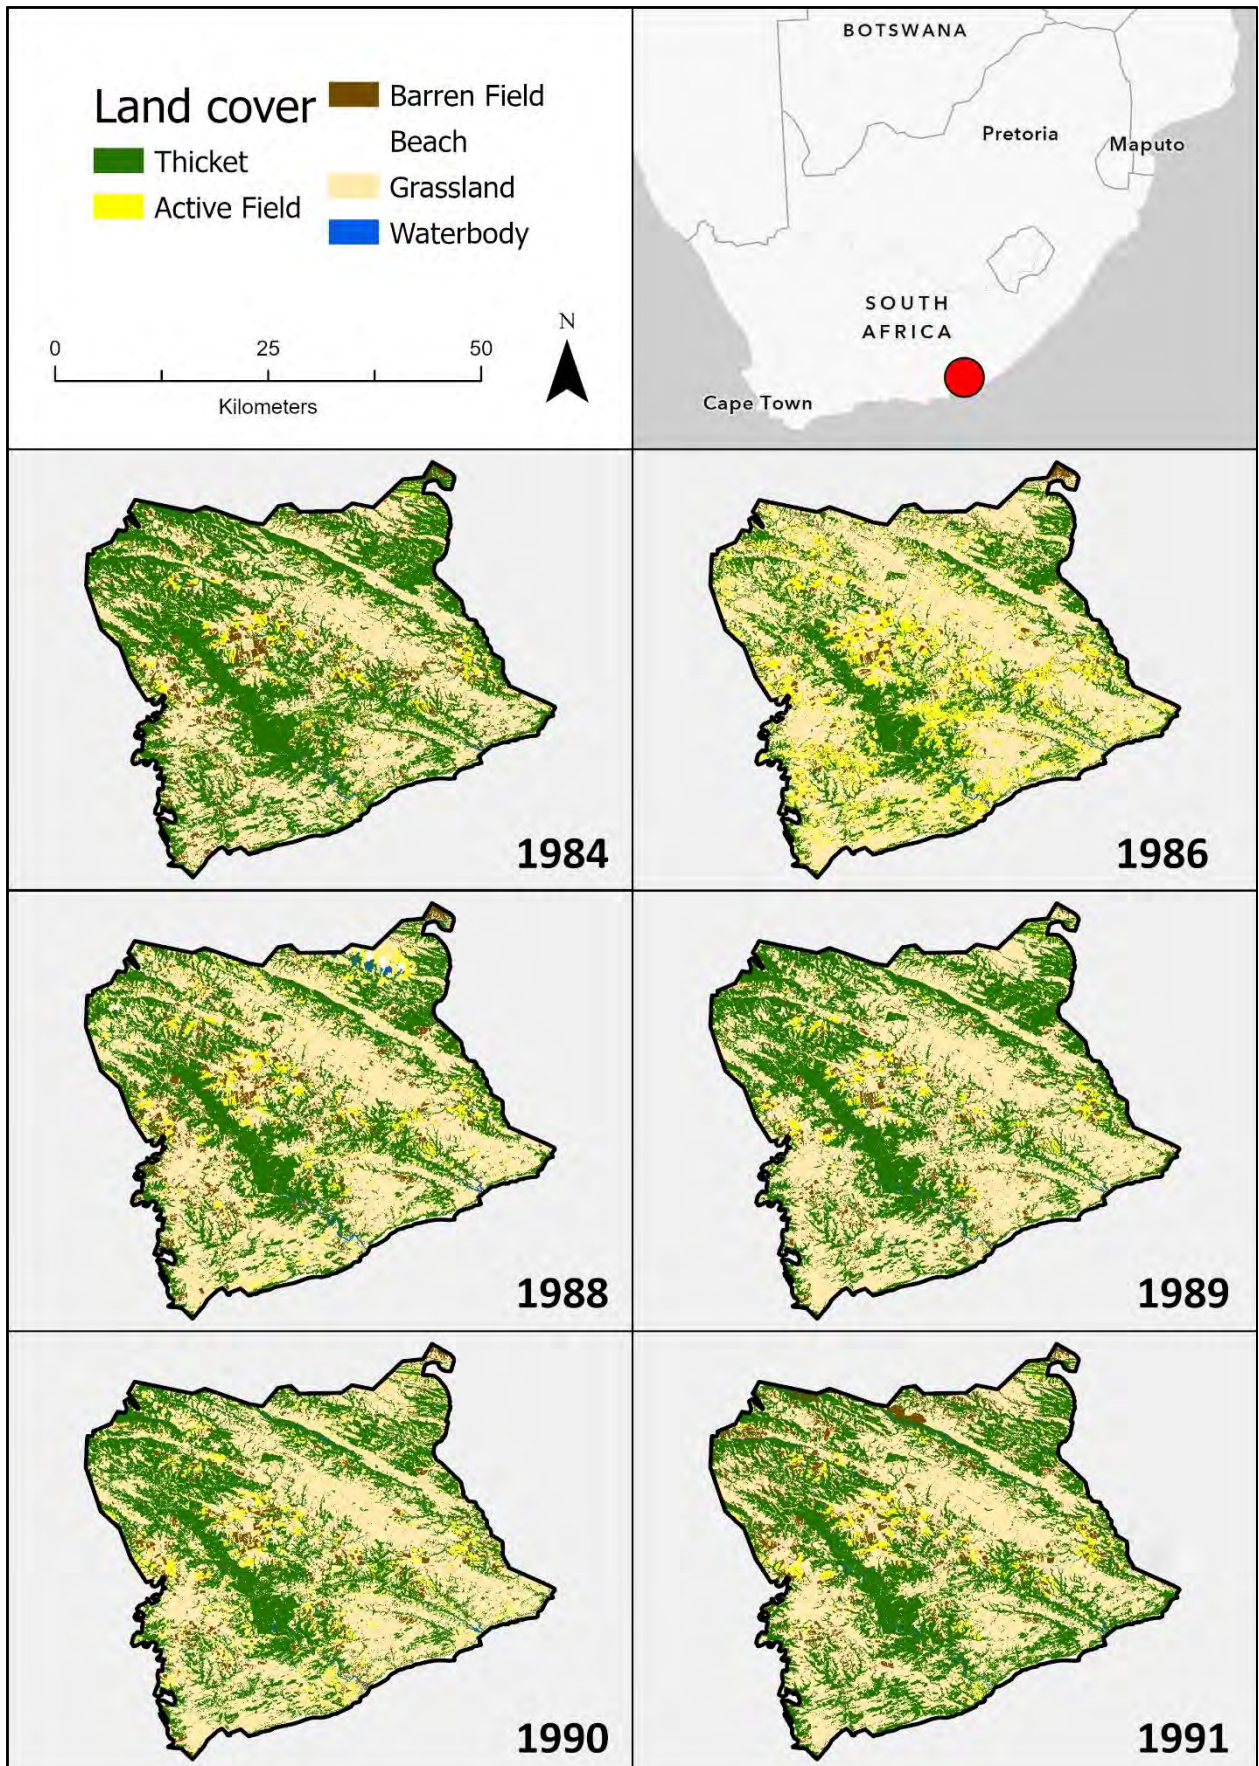 Land cover
Thicket
Active Field
Barren Field
Beach
Grassland
Waterbody
0 25 50
Kilometers
N
BOTSWANA
Pretoria
Maputo
SOUTH
AFRICA
Cape Town
1984
1986
1988
1989
1990
1991